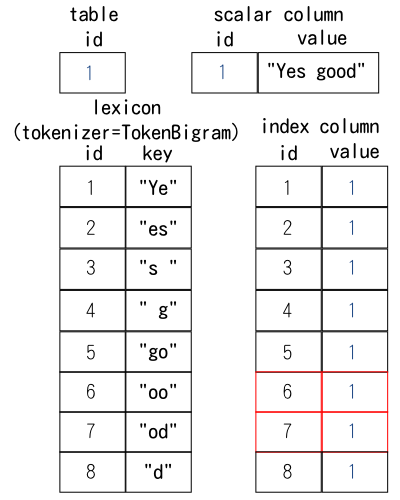 table scalar column
id id value
1 1 "Yes good"
lexicon
(tokenizer=TokenBigram) index column
id key id value
1 "Ye" 1 1
2 "es" 2 1
3 "s " 3 1
4 " g" 4 1
5 "go" 5 1
6 "oo" 6 1
7 "od" 7 1
8 "d" 8 1